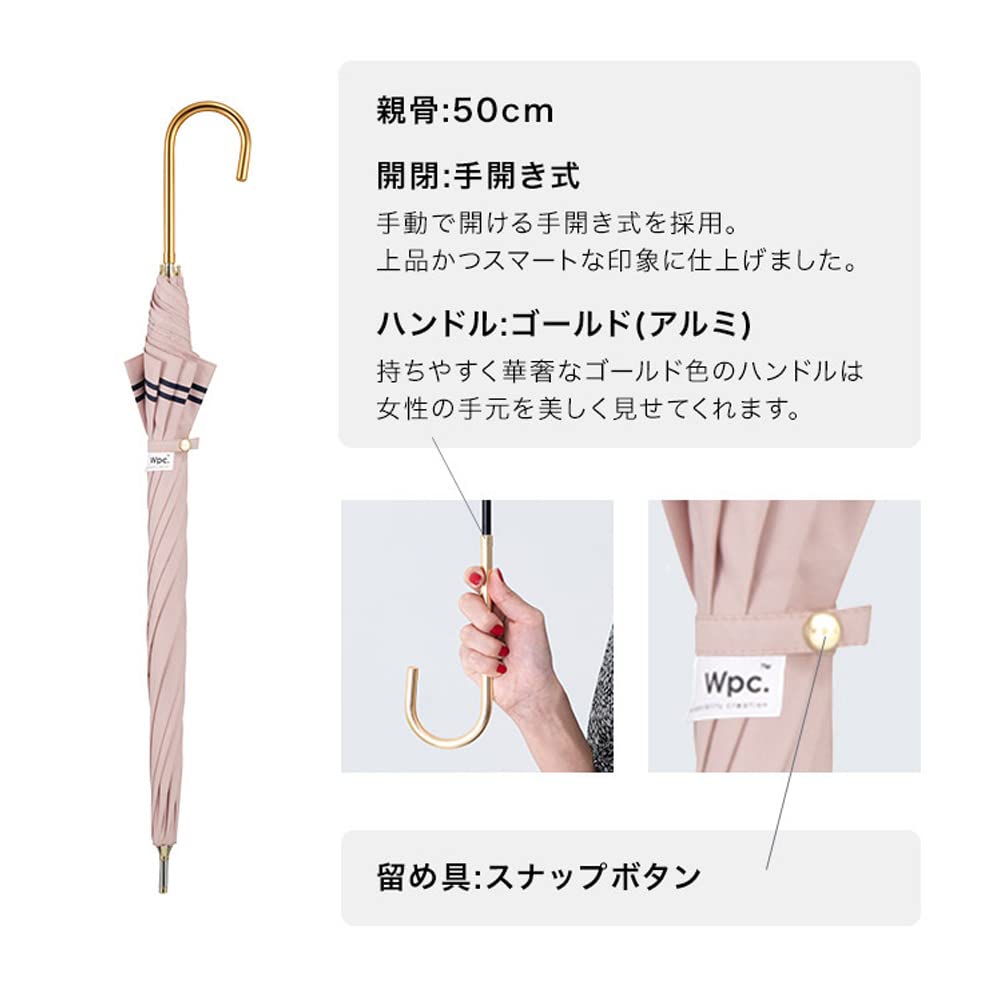 親骨:50cm
開閉:手開き式
手動で開ける手開き式を採用。
上品かつスマートな印象に仕上げました。
ハンドル:ゴールド(アルミ)
持ちやすく華奢なゴールド色のハンドルは
女性の手元を美しく見せてくれます。
Wpc.
Wpc.™
creation
留め具:スナップボタン